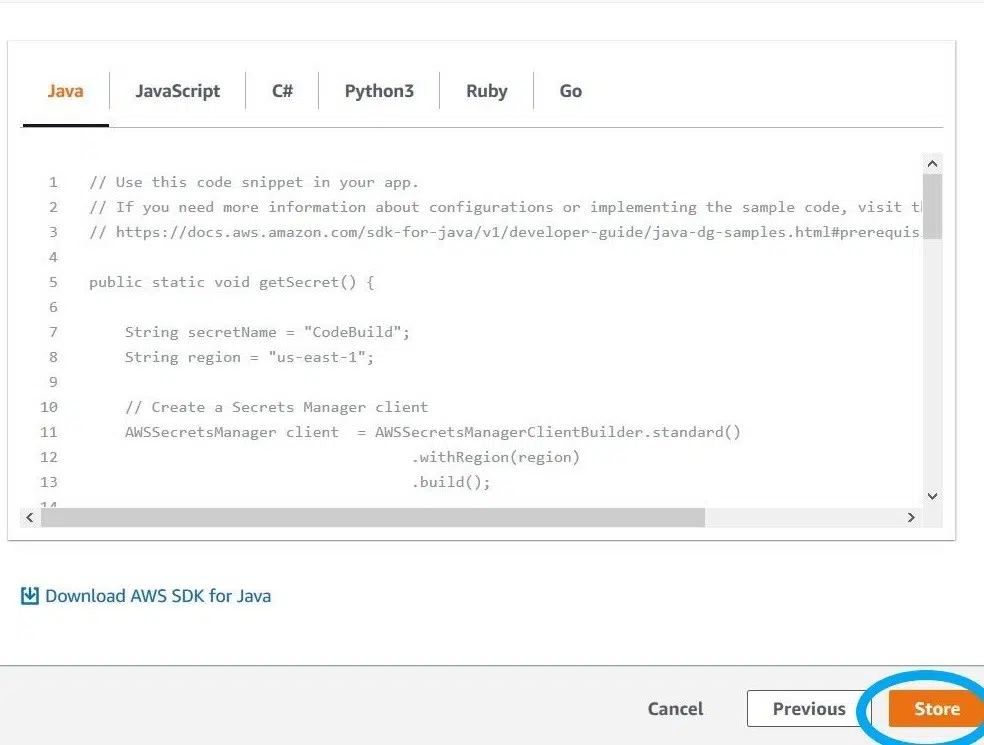 Java JavaScript C# Python3 Ruby Go
1 // Use this code snippet in your app.
2 // If you need more information about configurations or implementing the sample code, visit
3 // https://docs.aws.amazon.com/sdk-for-java/v1/developer-guide/java-dg-samples.html#prerequis
4
5 public static void getSecret() {
6
7 String secretName = "CodeBuild";
8 String region = "us-east-1";
9
10 // Create a Secrets Manager client
11 AWSSecretsManager client  = AWSSecretsManagerClientBuilder.standard()
12 .withRegion(region)
13 .build();
14
Download AWS SDK for Java
Cancel Previous Store